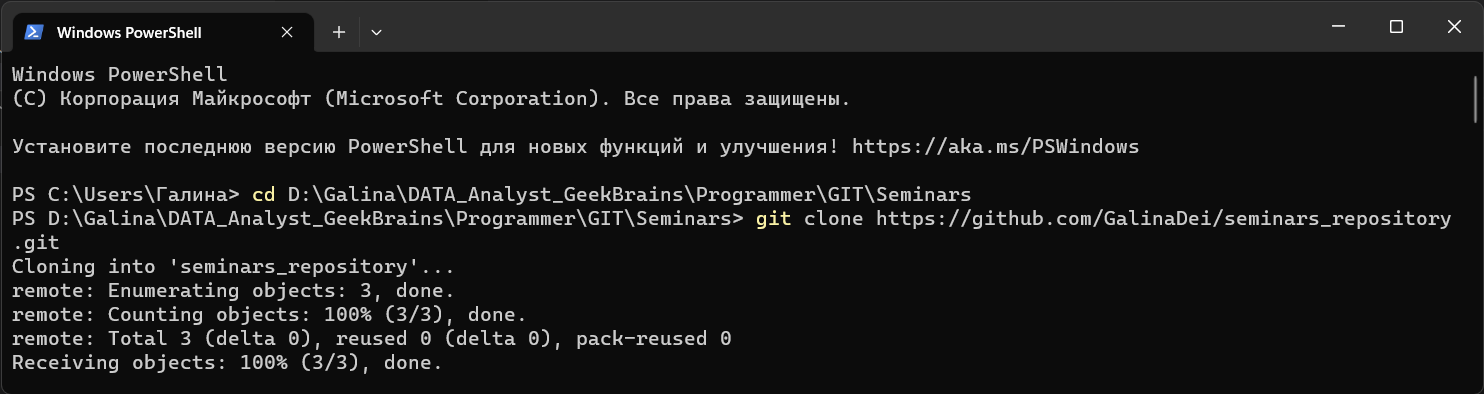 Windows PowerShell
Windows PowerShell
(C) Корпорация Майкрософт (Microsoft Corporation). Все права защищены.
Установите последнюю версию PowerShell для новых функций и улучшения! https://aka.ms/PSWindows
PS C:\Users\Галина> cd D:\Galina\DATA_Analyst_GeekBrains\Programmer\GIT\Seminars
PS D:\Galina\DATA_Analyst_GeekBrains\Programmer\GIT\Seminars> git clone https://github.com/GalinaDei/seminars_repository
.git
Cloning into 'seminars_repository'...
remote: Enumerating objects: 3, done.
remote: Counting objects: 100% (3/3), done.
remote: Total 3 (delta 0), reused 0 (delta 0), pack-reused 0
Receiving objects: 100% (3/3), done.